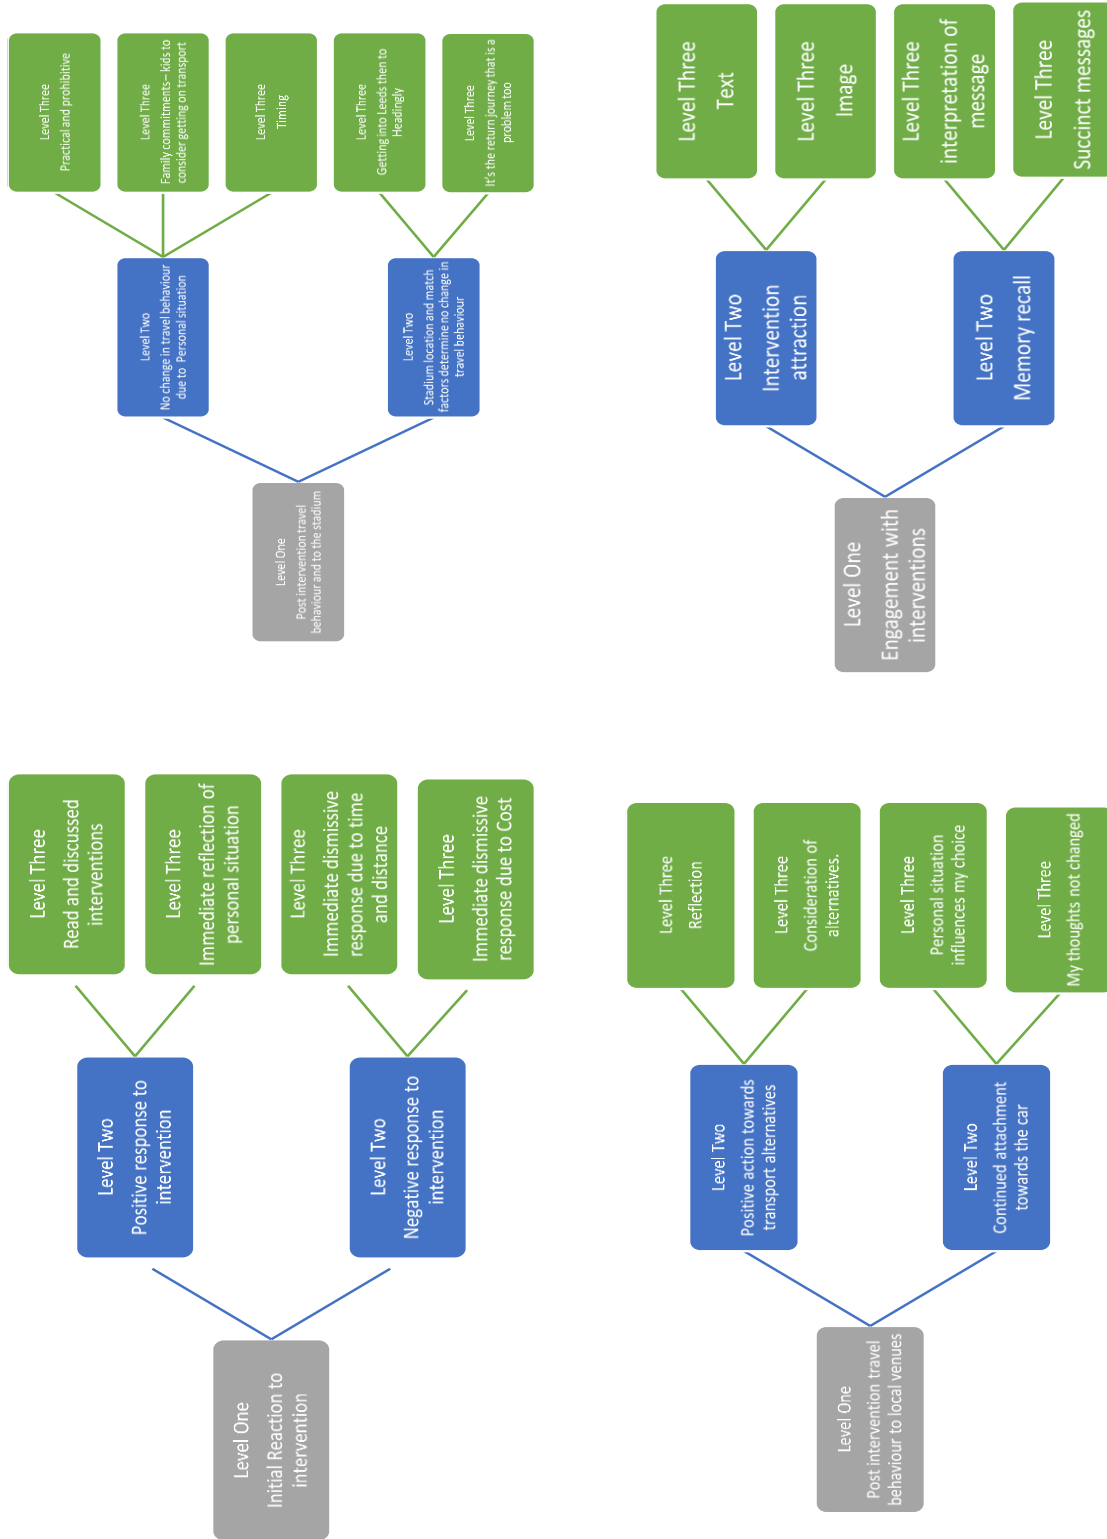 Level One
Initial Reaction to
intervention
Level Two
Positive response to
intervention
Level Three
Read and discussed
interventions
Level Three
Immediate reflection of
personal situation
Level Two
Negative response to
intervention
Level Three
Immediate dismissive
response due to time
and distance
Level Three
Immediate dismissive
response due to Cost
Level One
Post intervention travel
behaviour and to the stadium
Level Two
No change in travel behaviour
due to Personal situation
Level Three
Practical and prohibitive
Level Three
Family commitments – kids to
consider getting on transport
Level Three
Timing
Level Two
Stadium location and match
factors determine no change in
travel behaviour
Level Three
Getting into Leeds then to
Headingly
Level Three
It's the return journey that is a
problem too
Level One
Post intervention travel
behaviour to local venues
Level Two
Positive action towards
transport alternatives
Level Three
Reflection
Level Three
Consideration of
alternatives.
Level Two
Continued attachment
towards the car
Level Three
Personal situation
influences my choice
Level Three
My thoughts not changed
Level One
Engagement with
interventions
Level Two
Intervention
attraction
Level Three
Text
Level Three
Image
Level Two
Memory recall
Level Three
interpretation of
message
Level Three
Succinct messages